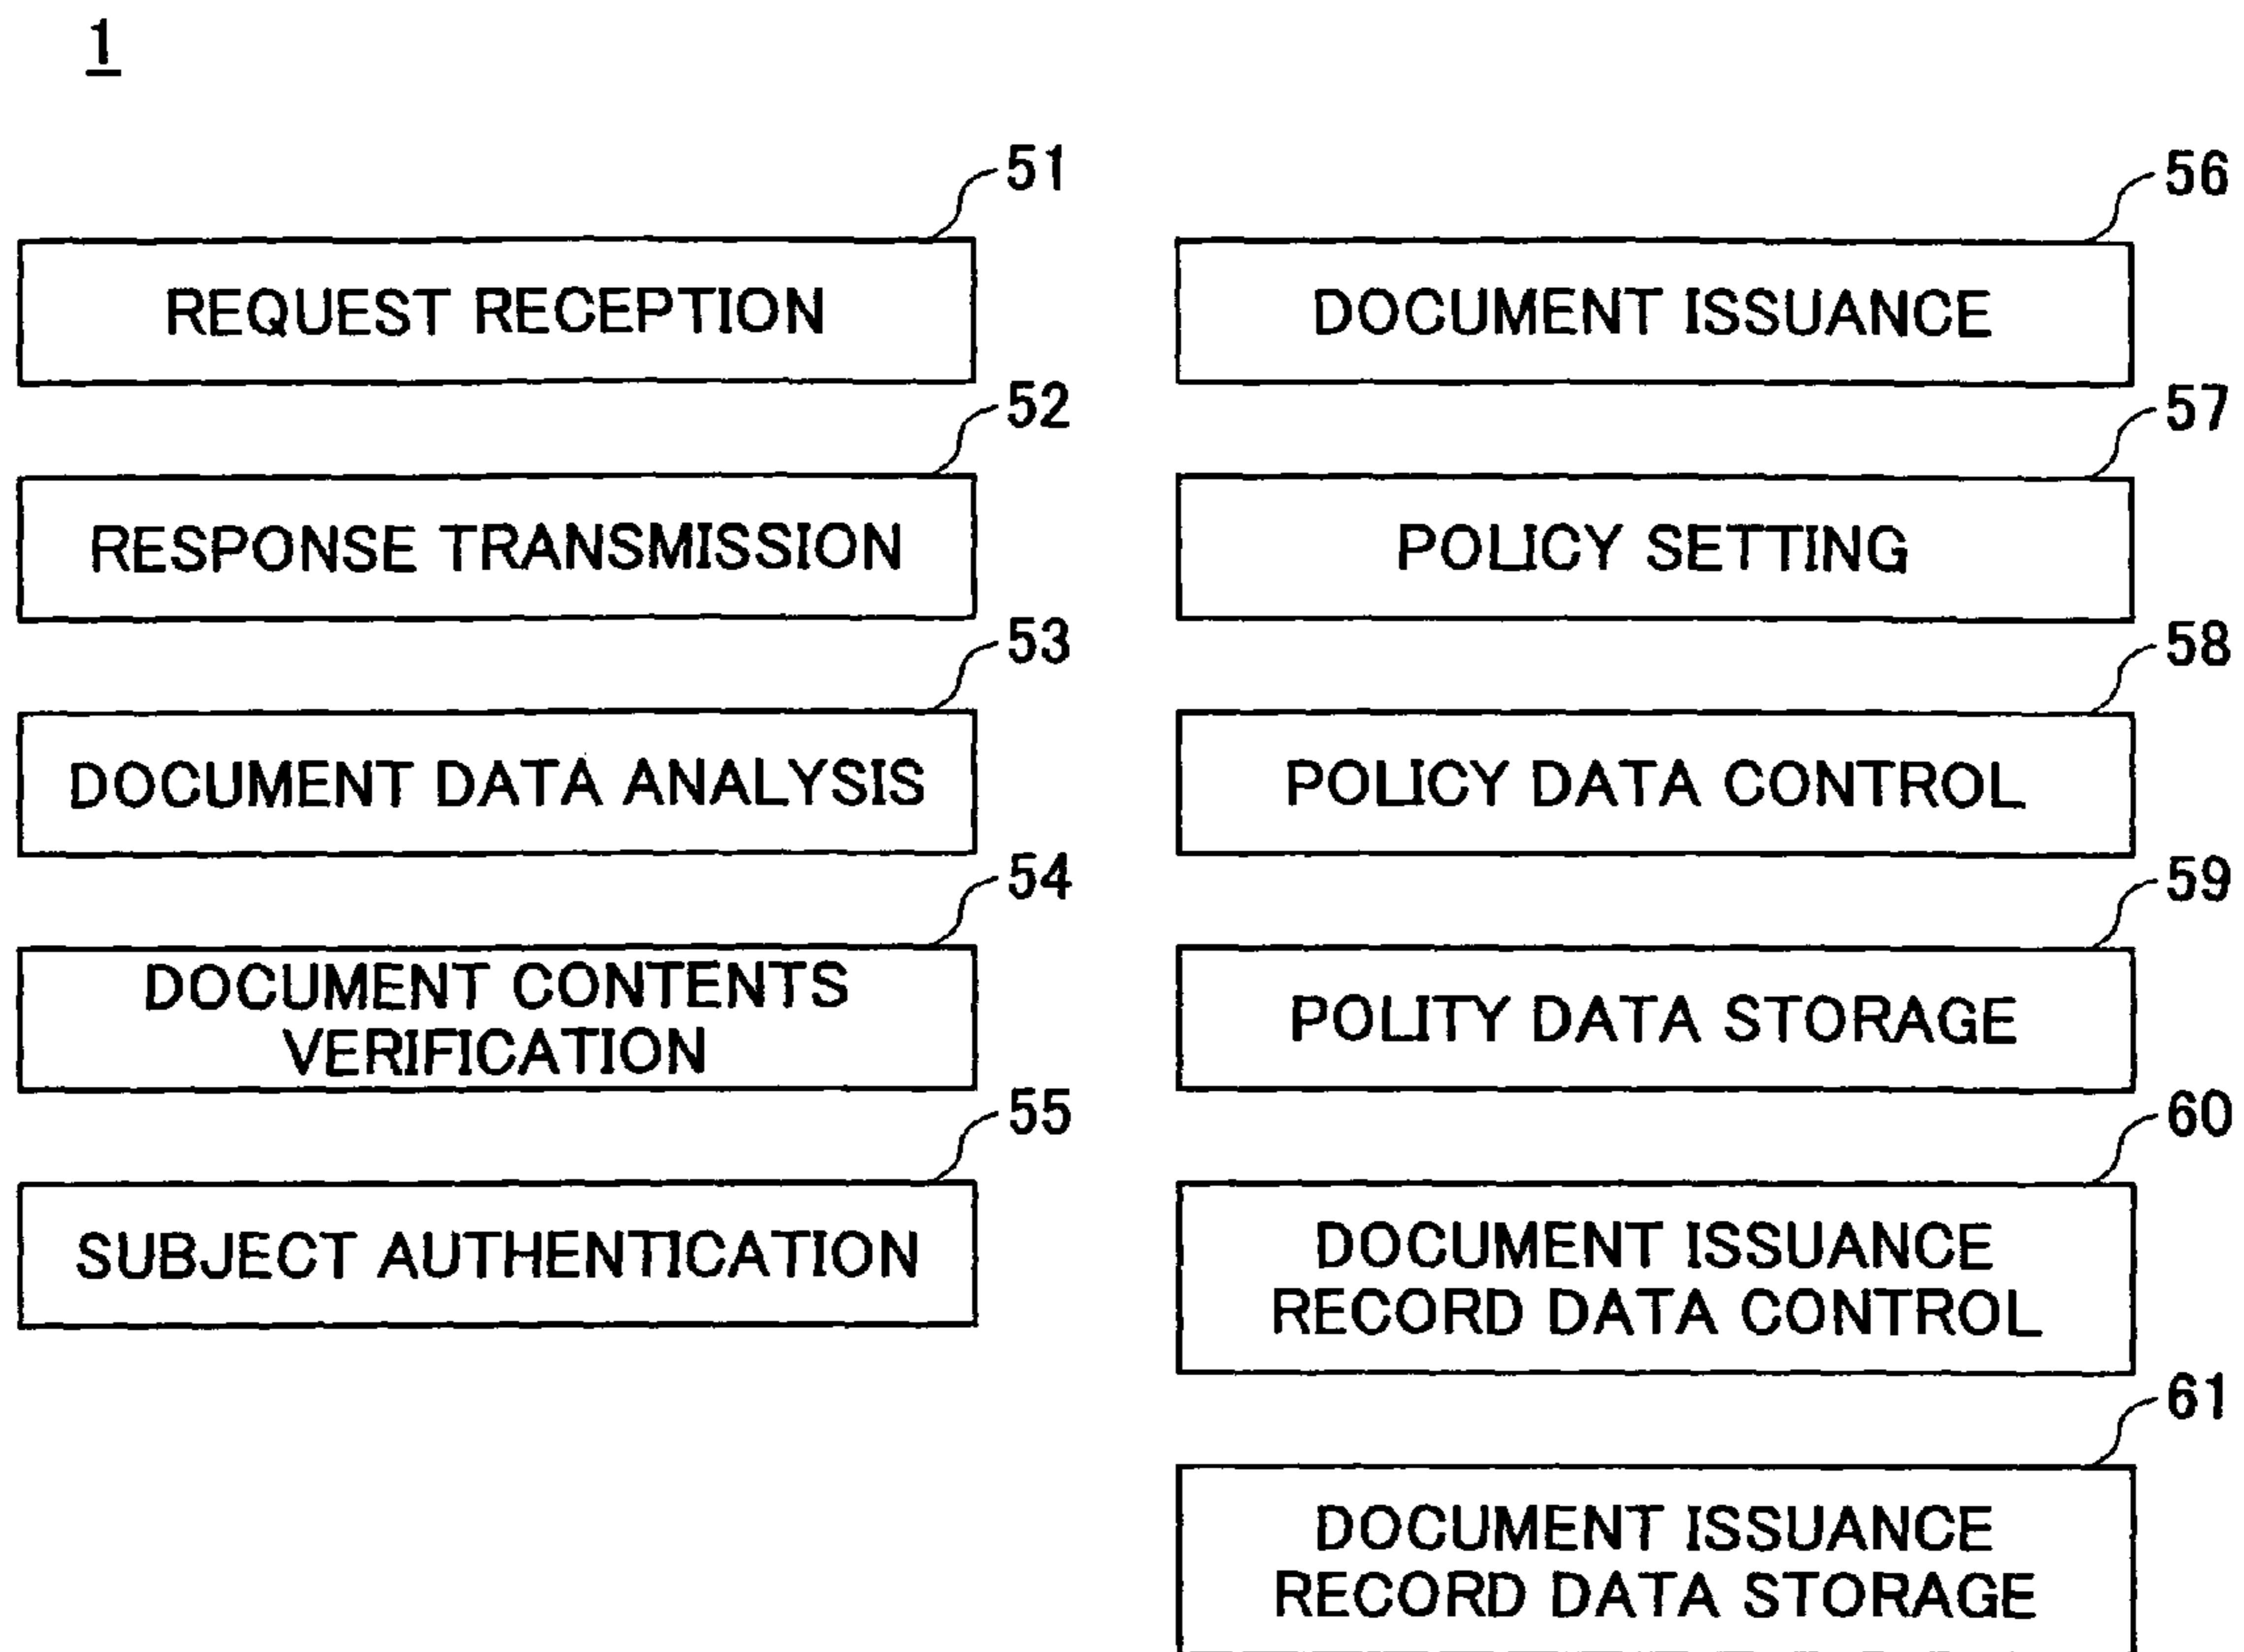 1
51
REQUEST RECEPTION
52
RESPONSE TRANSMISSION
53
DOCUMENT DATA ANALYSIS
54
DOCUMENT CONTENTS
VERIFICATION
55
SUBJECT AUTHENTICATION
56
DOCUMENT ISSUANCE
57
POLICY SETTING
58
POLICY DATA CONTROL
59
POLITY DATA STORAGE
60
DOCUMENT ISSUANCE
RECORD DATA CONTROL
61
DOCUMENT ISSUANCE
RECORD DATA STORAGE